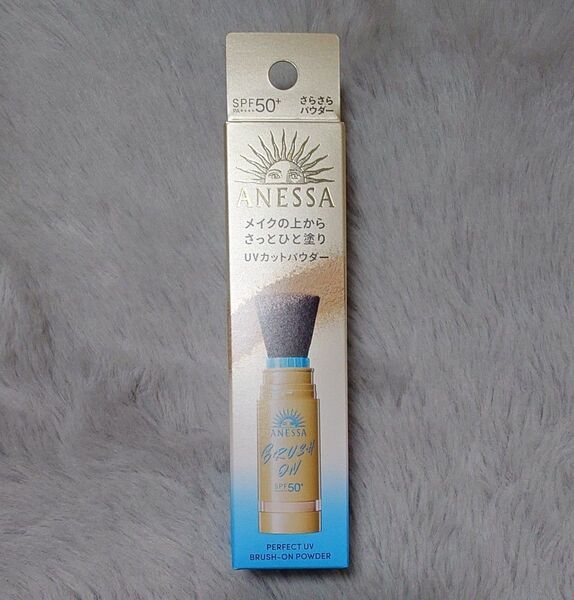 SPF50+
PA++++
さらさら
パウダー
ANESSA
メイクの上から
さっとひと塗り
UVカットパウダー
ANESSA
BRUSH
ON
SPF50+
PERFECT UV
BRUSH-ON POWDER